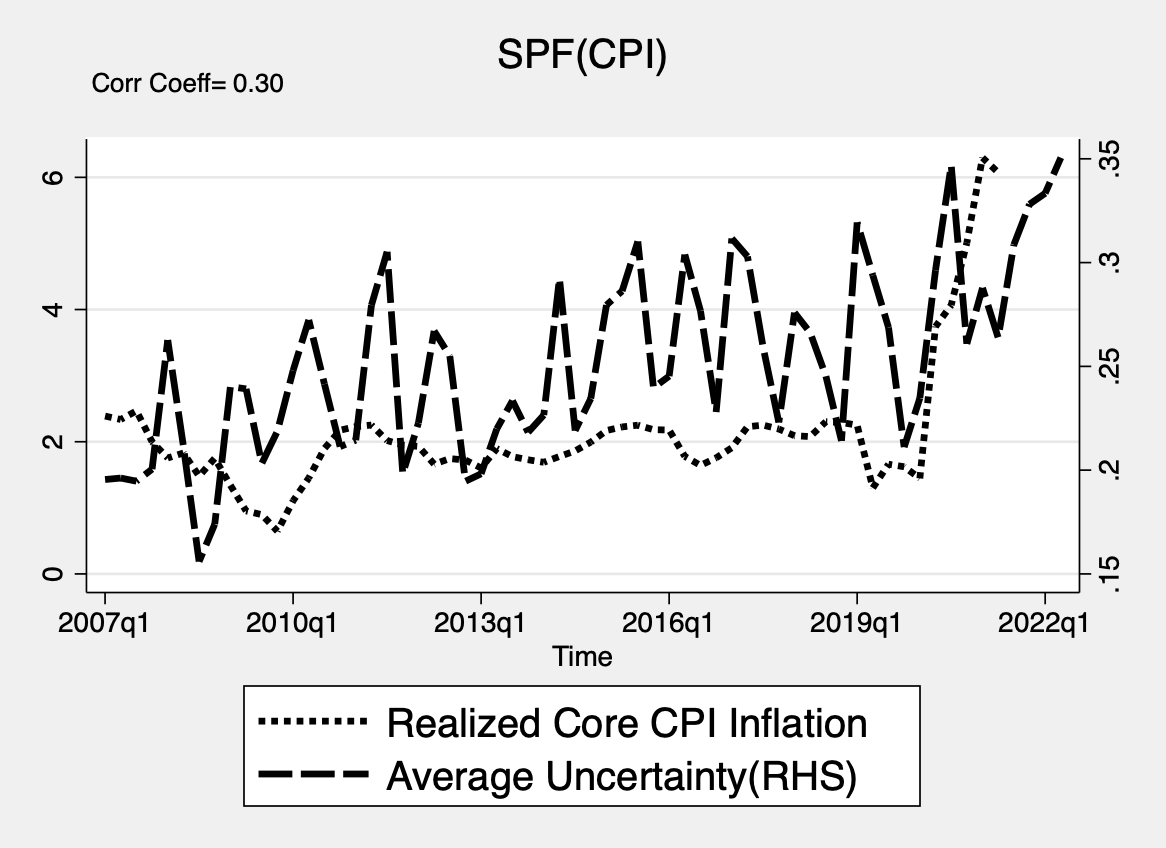 SPF(CPI)
Corr Coeff= 0.30
6
4
2
0
.35
.3
.25
.2
.15
2007q1 2010q1 2013q1 2016q1 2019q1 2022q1
Time
Realized Core CPI Inflation
Average Uncertainty(RHS)